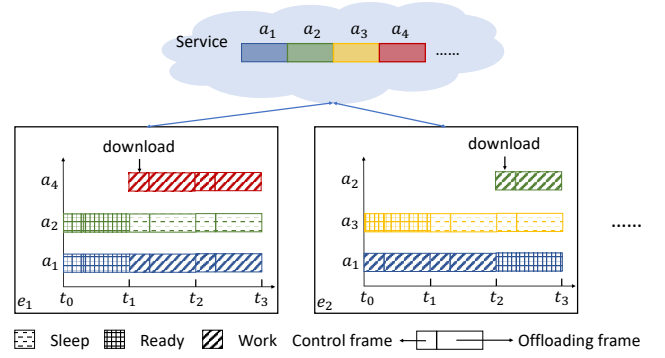 a₁ a₂ a₃ a₄
Service ......
download download
a₄ a₂
a₂ a₃ ......
a₁ a₁
e₁ t₀ t₁ t₂ t₃ e₂ t₀ t₁ t₂ t₃
Sleep Ready Work Control frame Offloading frame